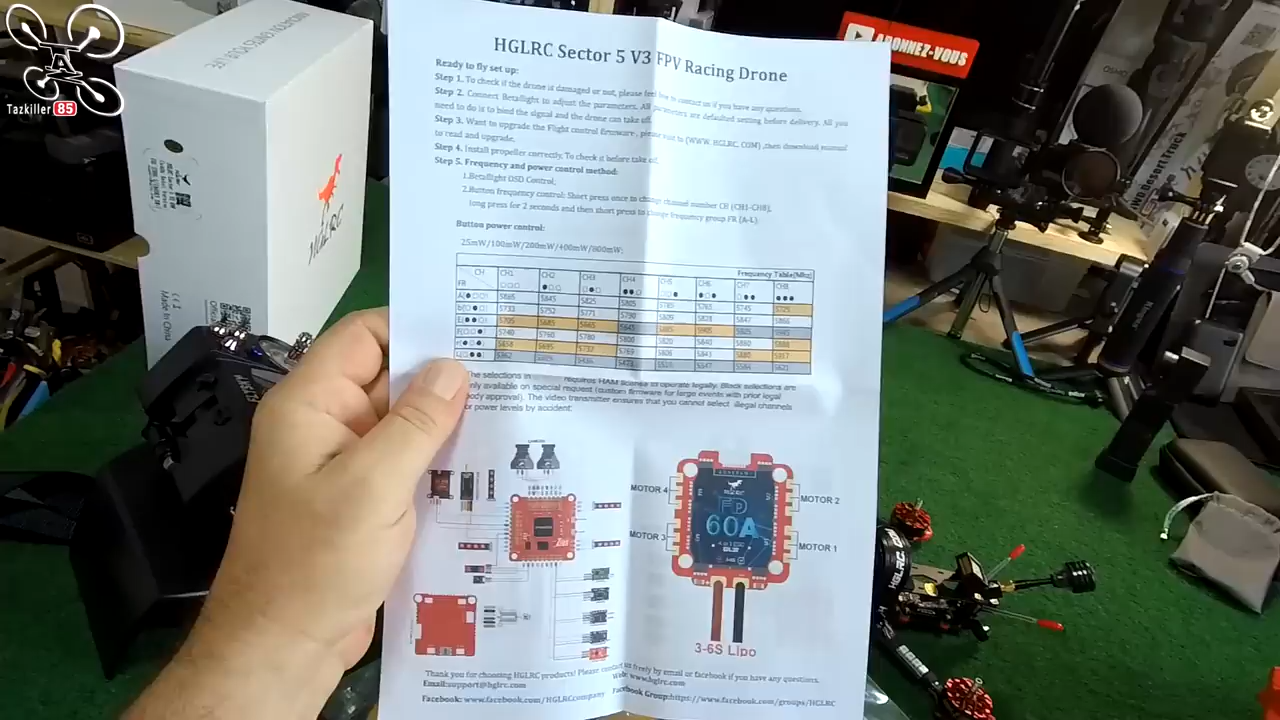 Tazkiller 85
HGLRC
Made in China
ABONNEZ-VOUS
HGLRC Sector 5 V3 FPV Racing Drone
Ready to fly set up:
Step 1. To check if the drone is damaged or not, please feel free to contact us if you have any questions.
Step 2. Connect Betaflight to adjust the parameters. All parameters are defaulted setting before delivery. All you
need to do is to bind the signal and the drone can take off.
Step 3. Want to upgrade the Flight control firmware , please visit to (WWW. HGLRC. COM) ,then download manual
to read and upgrade.
Step 4. Install propeller correctly, To check it before take off.
Step 5. Frequency and power control method:
1.Betaflight OSD Control;
2.Button frequency control: Short press once to change channel number CH (CH1-CH8),
long press for 2 seconds and then short press to change frequency group FR (A-L).
Button power control:
25mW/100mW/200mW/400mW/800mW:
Frequency Table(Mhz)
CH CH1 CH2 CH3 CH4 CH5 CH6 CH7 CH8
FR
5865 5845 5825 5805 5785 5765 5745 5725
5733 5752 5771 5790 5809 5847 5866
5705 5685 5665 5645 5885 5905
5740 5760 5780 5800 5820 5840 5860 5880
5658 5695 5732 5769 5806 5843 5880 5917
5362 5621
The selections in requires HAM license to operate legally. Black selections are
only available on special request (custom firmware for large events with prior legal
body approval). The video transmitter ensures that you cannot select illegal channels
or power levels by accident:
MOTOR 4
MOTOR 2
HGLRC
60A
MOTOR 3
MOTOR 1
3-6S Lipo
Thank you for choosing HGLRC products! Please contact us freely by email or facebook if you have any questions.
Email:support@hglrc.com Web: www.hglrc.com
Facebook: www.facebook.com/HGLRCcompany Facebook Group:https://www.facebook.com/groups/HGLRC
HGLRC